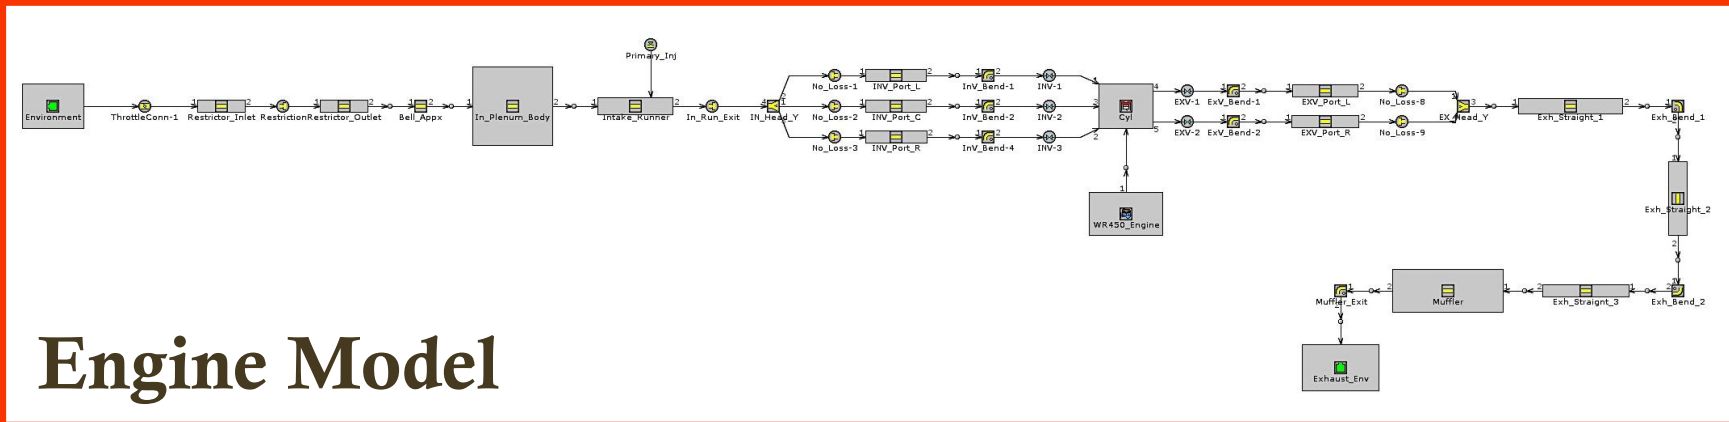 Primary_Inj
No_Loss-1 INV_Port_L InV_Bend-1 INV-1
EXV-1 ExV_Bend-1 EXV_Port_L No_Loss-8
Environment ThrottleConn-1 Restrictor_Inlet Restriction Restrictor_Outlet Bell_Appx In_Plenum_Body Intake_Runner In_Run_Exit IN_Head_Y No_Loss-2 INV_Port_C InV_Bend-2 INV-2 Cyl EX_Head_Y Exh_Straight_1 Exh_Bend_1
EXV-2 ExV_Bend-2 EXV_Port_R No_Loss-9
No_Loss-3 INV_Port_R InV_Bend-4 INV-3
WR450_Engine
Exh_Straight_2
Muffler_Exit Muffler Exh_Straignt_3 Exh_Bend_2
Exhaust_Env
Engine Model